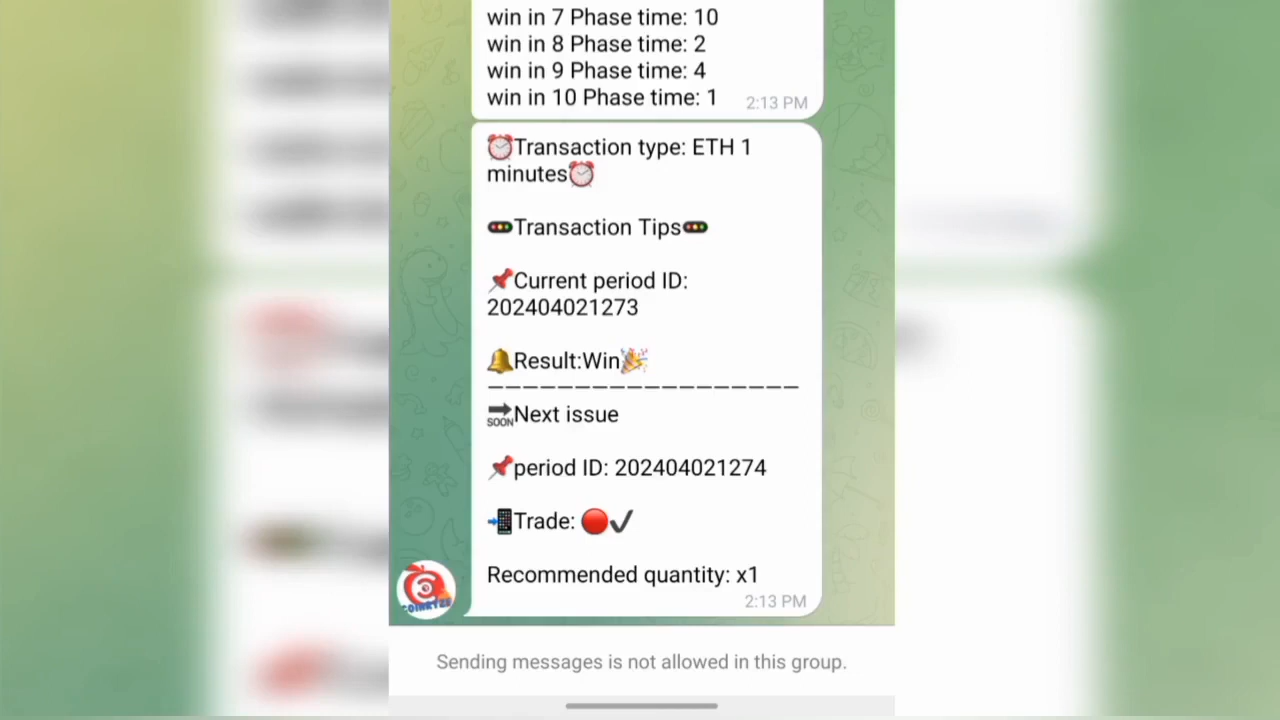 win in 7 Phase time: 10
win in 8 Phase time: 2
win in 9 Phase time: 4
win in 10 Phase time: 1
2:13 PM
⏰Transaction type: ETH 1
minutes⏰
🚥Transaction Tips🚥
📌Current period ID:
202404021273
🔔Result:Win🎉
——————————————————
🔜Next issue
📌period ID: 202404021274
📲Trade: 🔴✔
Recommended quantity: x1
2:13 PM
Sending messages is not allowed in this group.